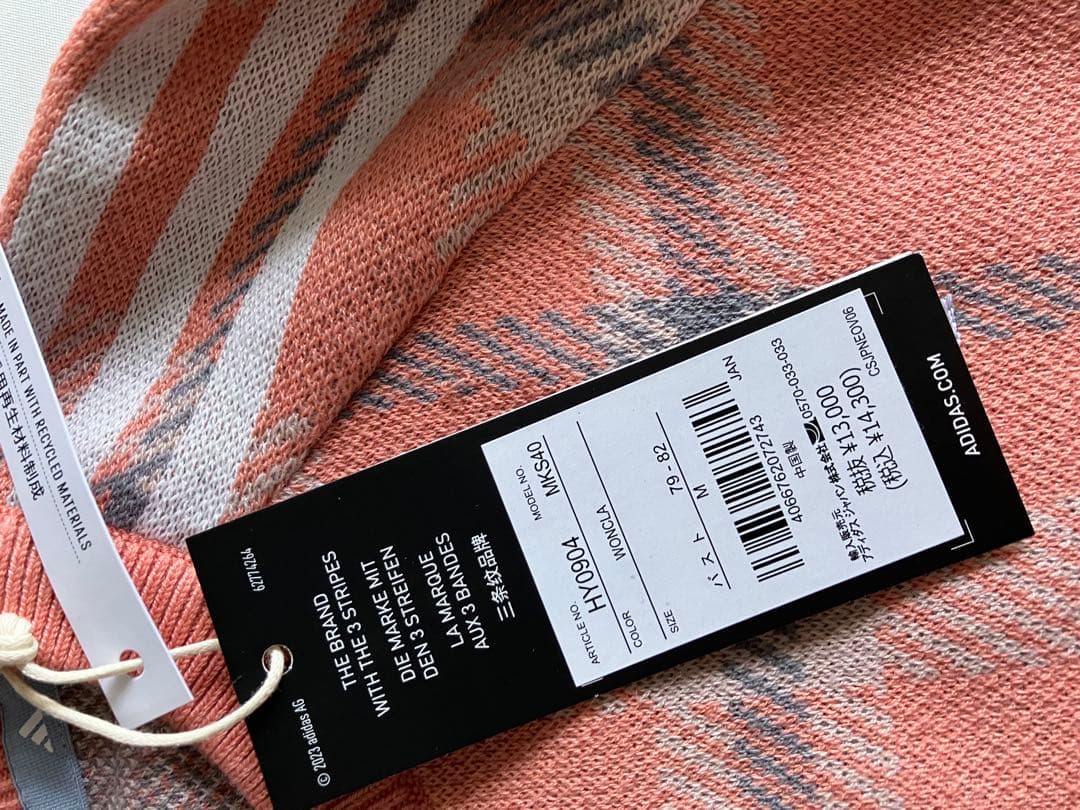 MADE IN PART WITH RECYCLED MATERIALS
用再生材料制成
62774264
THE BRAND
WITH THE 3 STRIPES
DIE MARKE MIT
DEN 3 STREIFEN
LA MARQUE
AUX 3 BANDES
三条纹品牌
© 2023 adidas AG
ARTICLE NO. MODEL NO.
HY0904 MKS40
COLOR WONCLA
SIZE 79 - 82
バスト M
JAN
4066762072743
中国製
輸入販売元
アディダス ジャパン株式会社 0570-033-033
税抜 ¥13,000
(税込 ¥14,300)
CSJPNEOV06
ADIDAS.COM